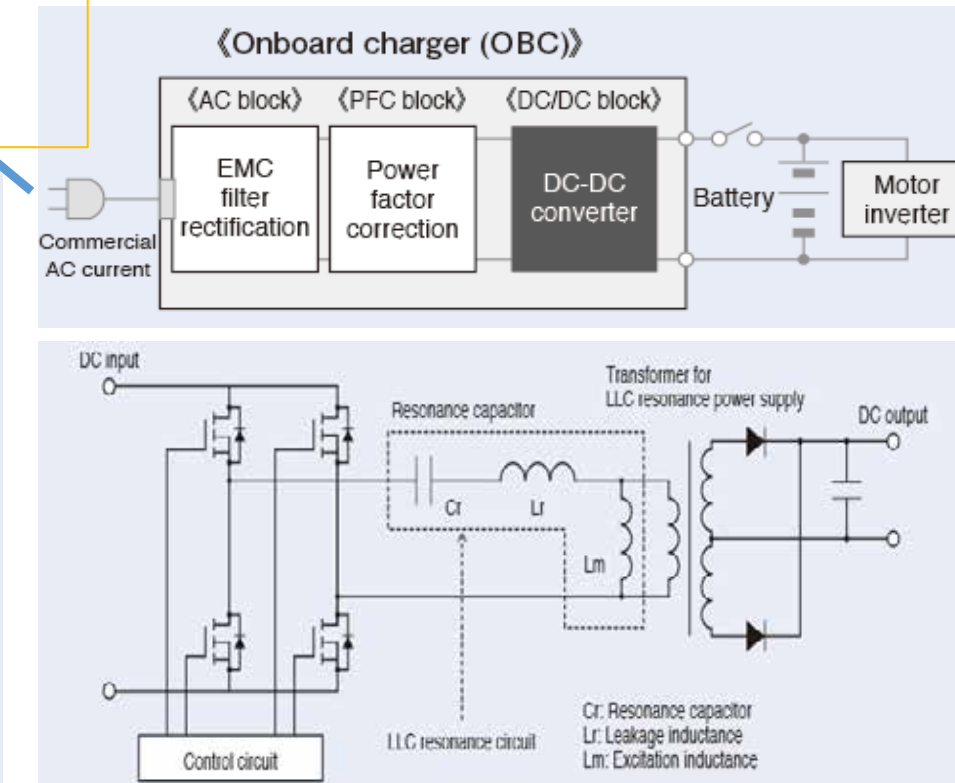 《Onboard charger (OBC)》
《AC block》 《PFC block》 《DC/DC block》
EMC
filter
rectification
Power
factor
correction
DC-DC
converter
Battery
Motor
inverter
Commercial
AC current
DC input
Resonance capacitor
Transformer for
LLC resonance power supply
DC output
Cr
Lr
Lm
LLC resonance circuit
Control circuit
Cr: Resonance capacitor
Lr: Leakage inductance
Lm: Excitation inductance